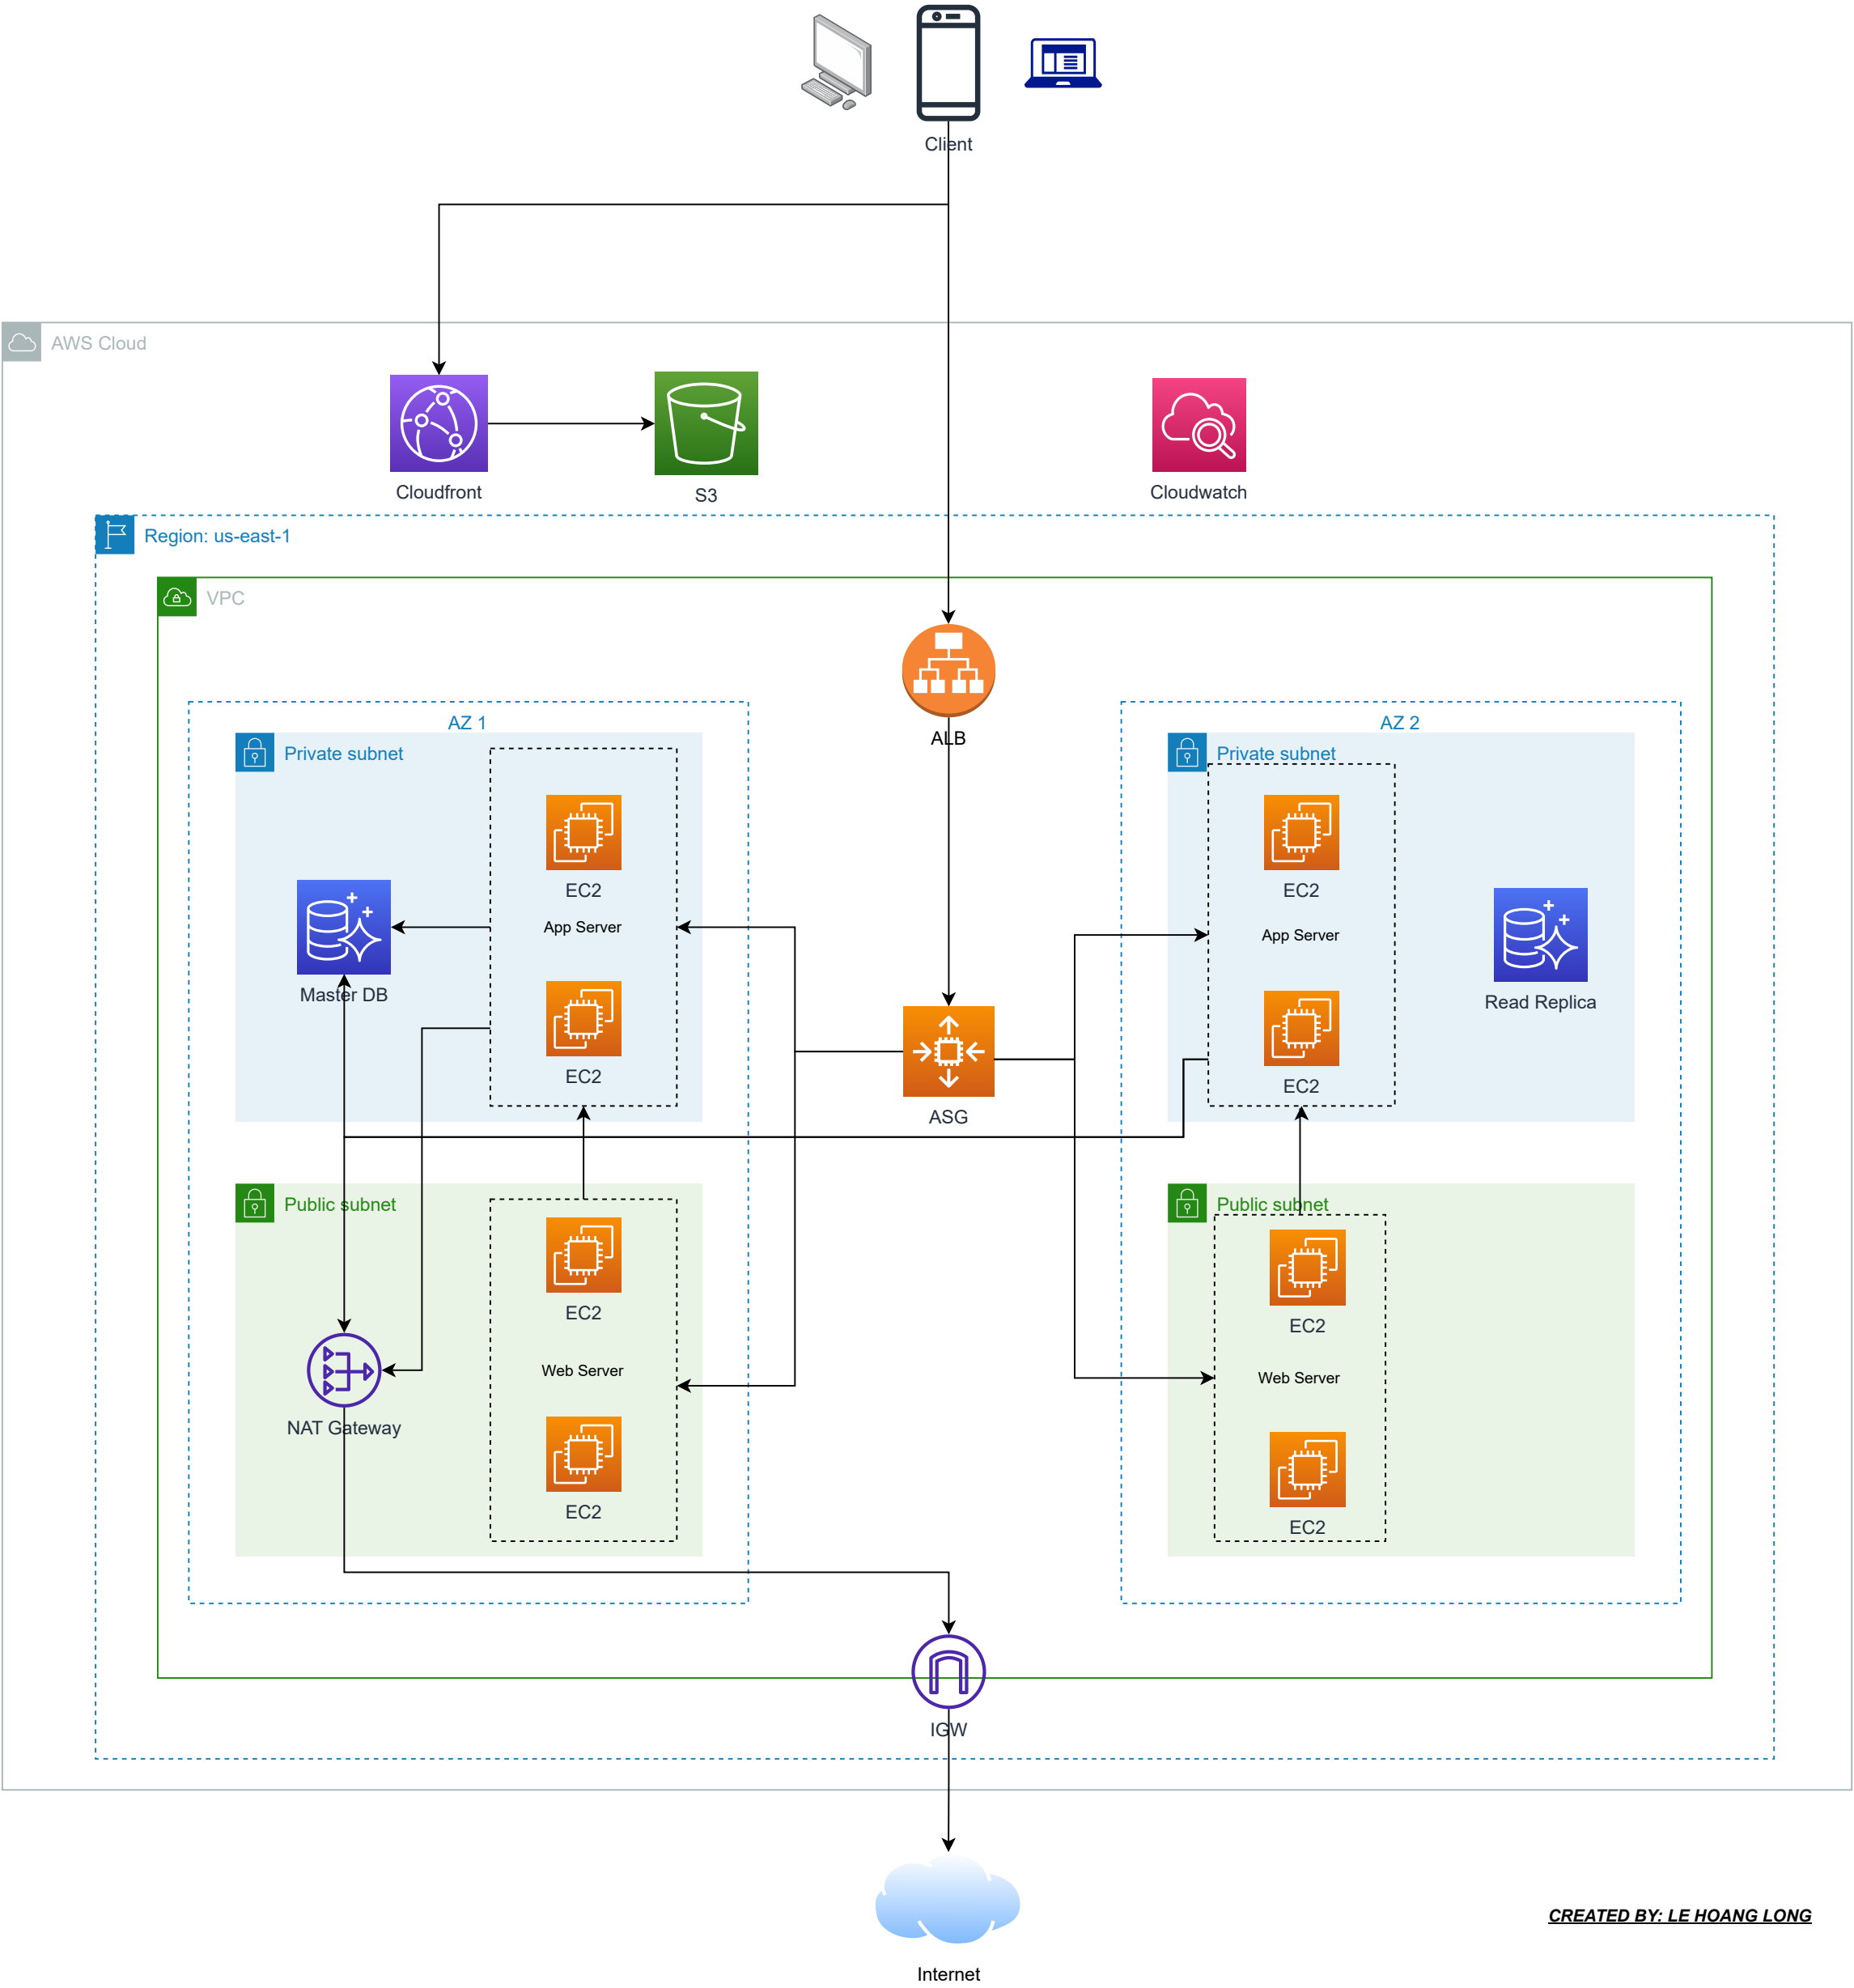 Client
AWS Cloud
Cloudfront
S3
Cloudwatch
Region: us-east-1
VPC
ALB
AZ 1
Private subnet
EC2
App Server
EC2
Master DB
Public subnet
EC2
Web Server
EC2
NAT Gateway
ASG
AZ 2
Private subnet
EC2
App Server
EC2
Read Replica
Public subnet
EC2
Web Server
EC2
IGW
Internet
CREATED BY: LE HOANG LONG